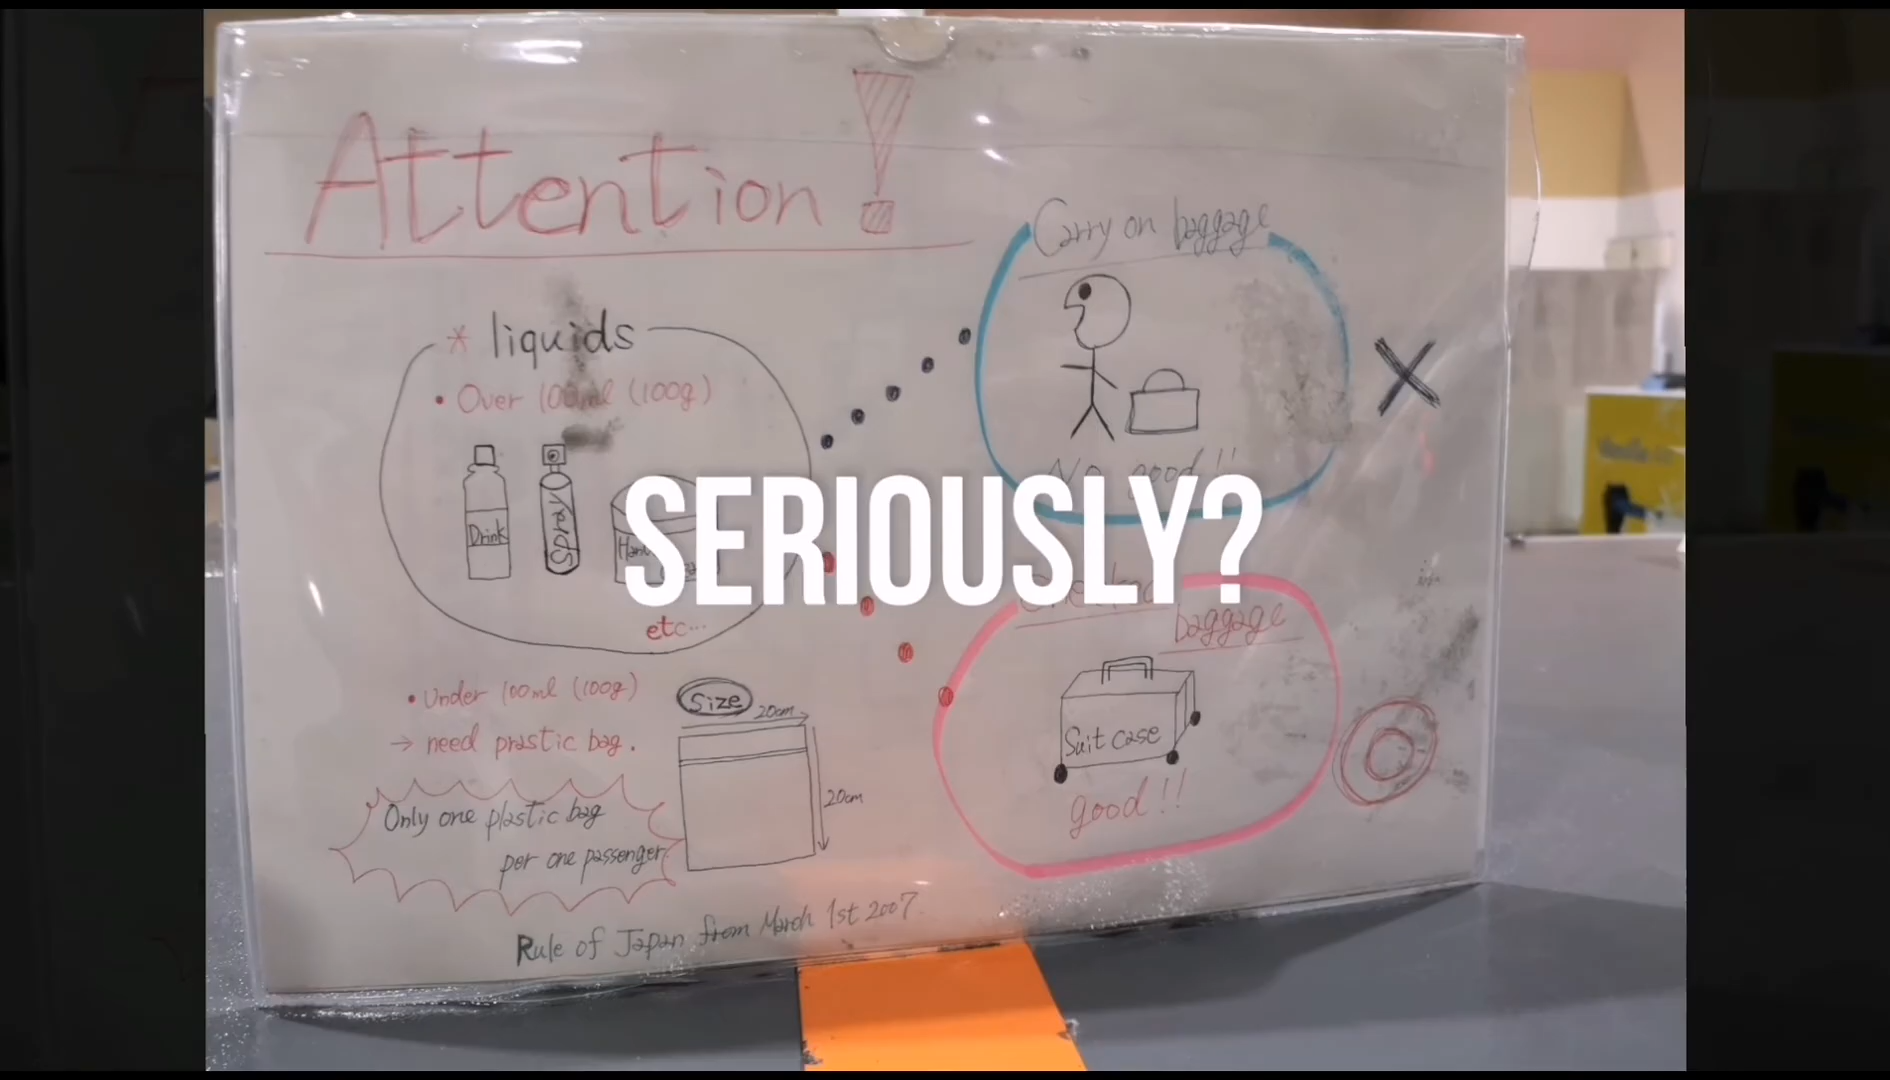 Attention!
Carry on baggage
* liquids
• Over 100ml (100g)
Drink
Spray
No good!!
SERIOUSLY?
baggage
etc...
Suit case
good!!
• Under 100ml (100g)
→ need prastic bag.
Size
20cm
20cm
Only one plastic bag
per one passenger
Rule of Japan from March 1st 2007